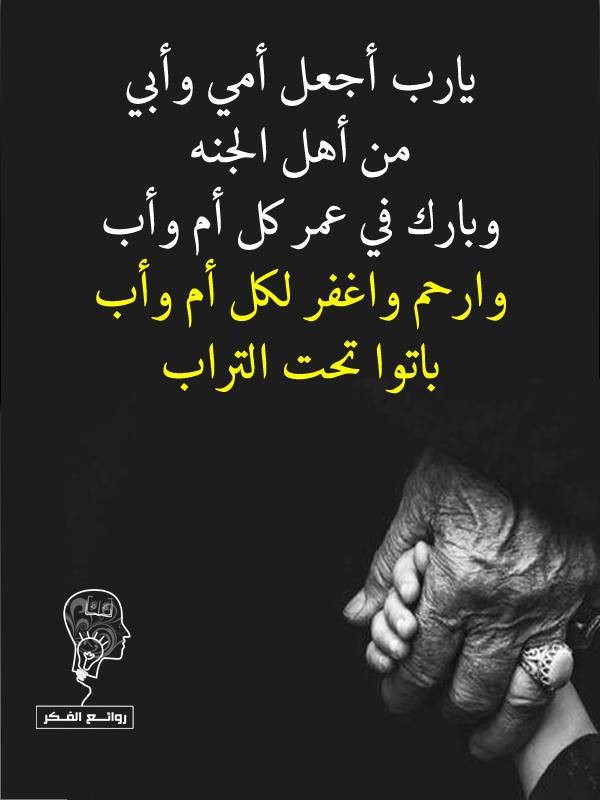 يارب أجعل أمي وأبي
من أهل الجنه
وبارك في عمر كل أم وأب
وارحم واغفر لكل أم وأب
باتوا تحت التراب
روائع الفكر